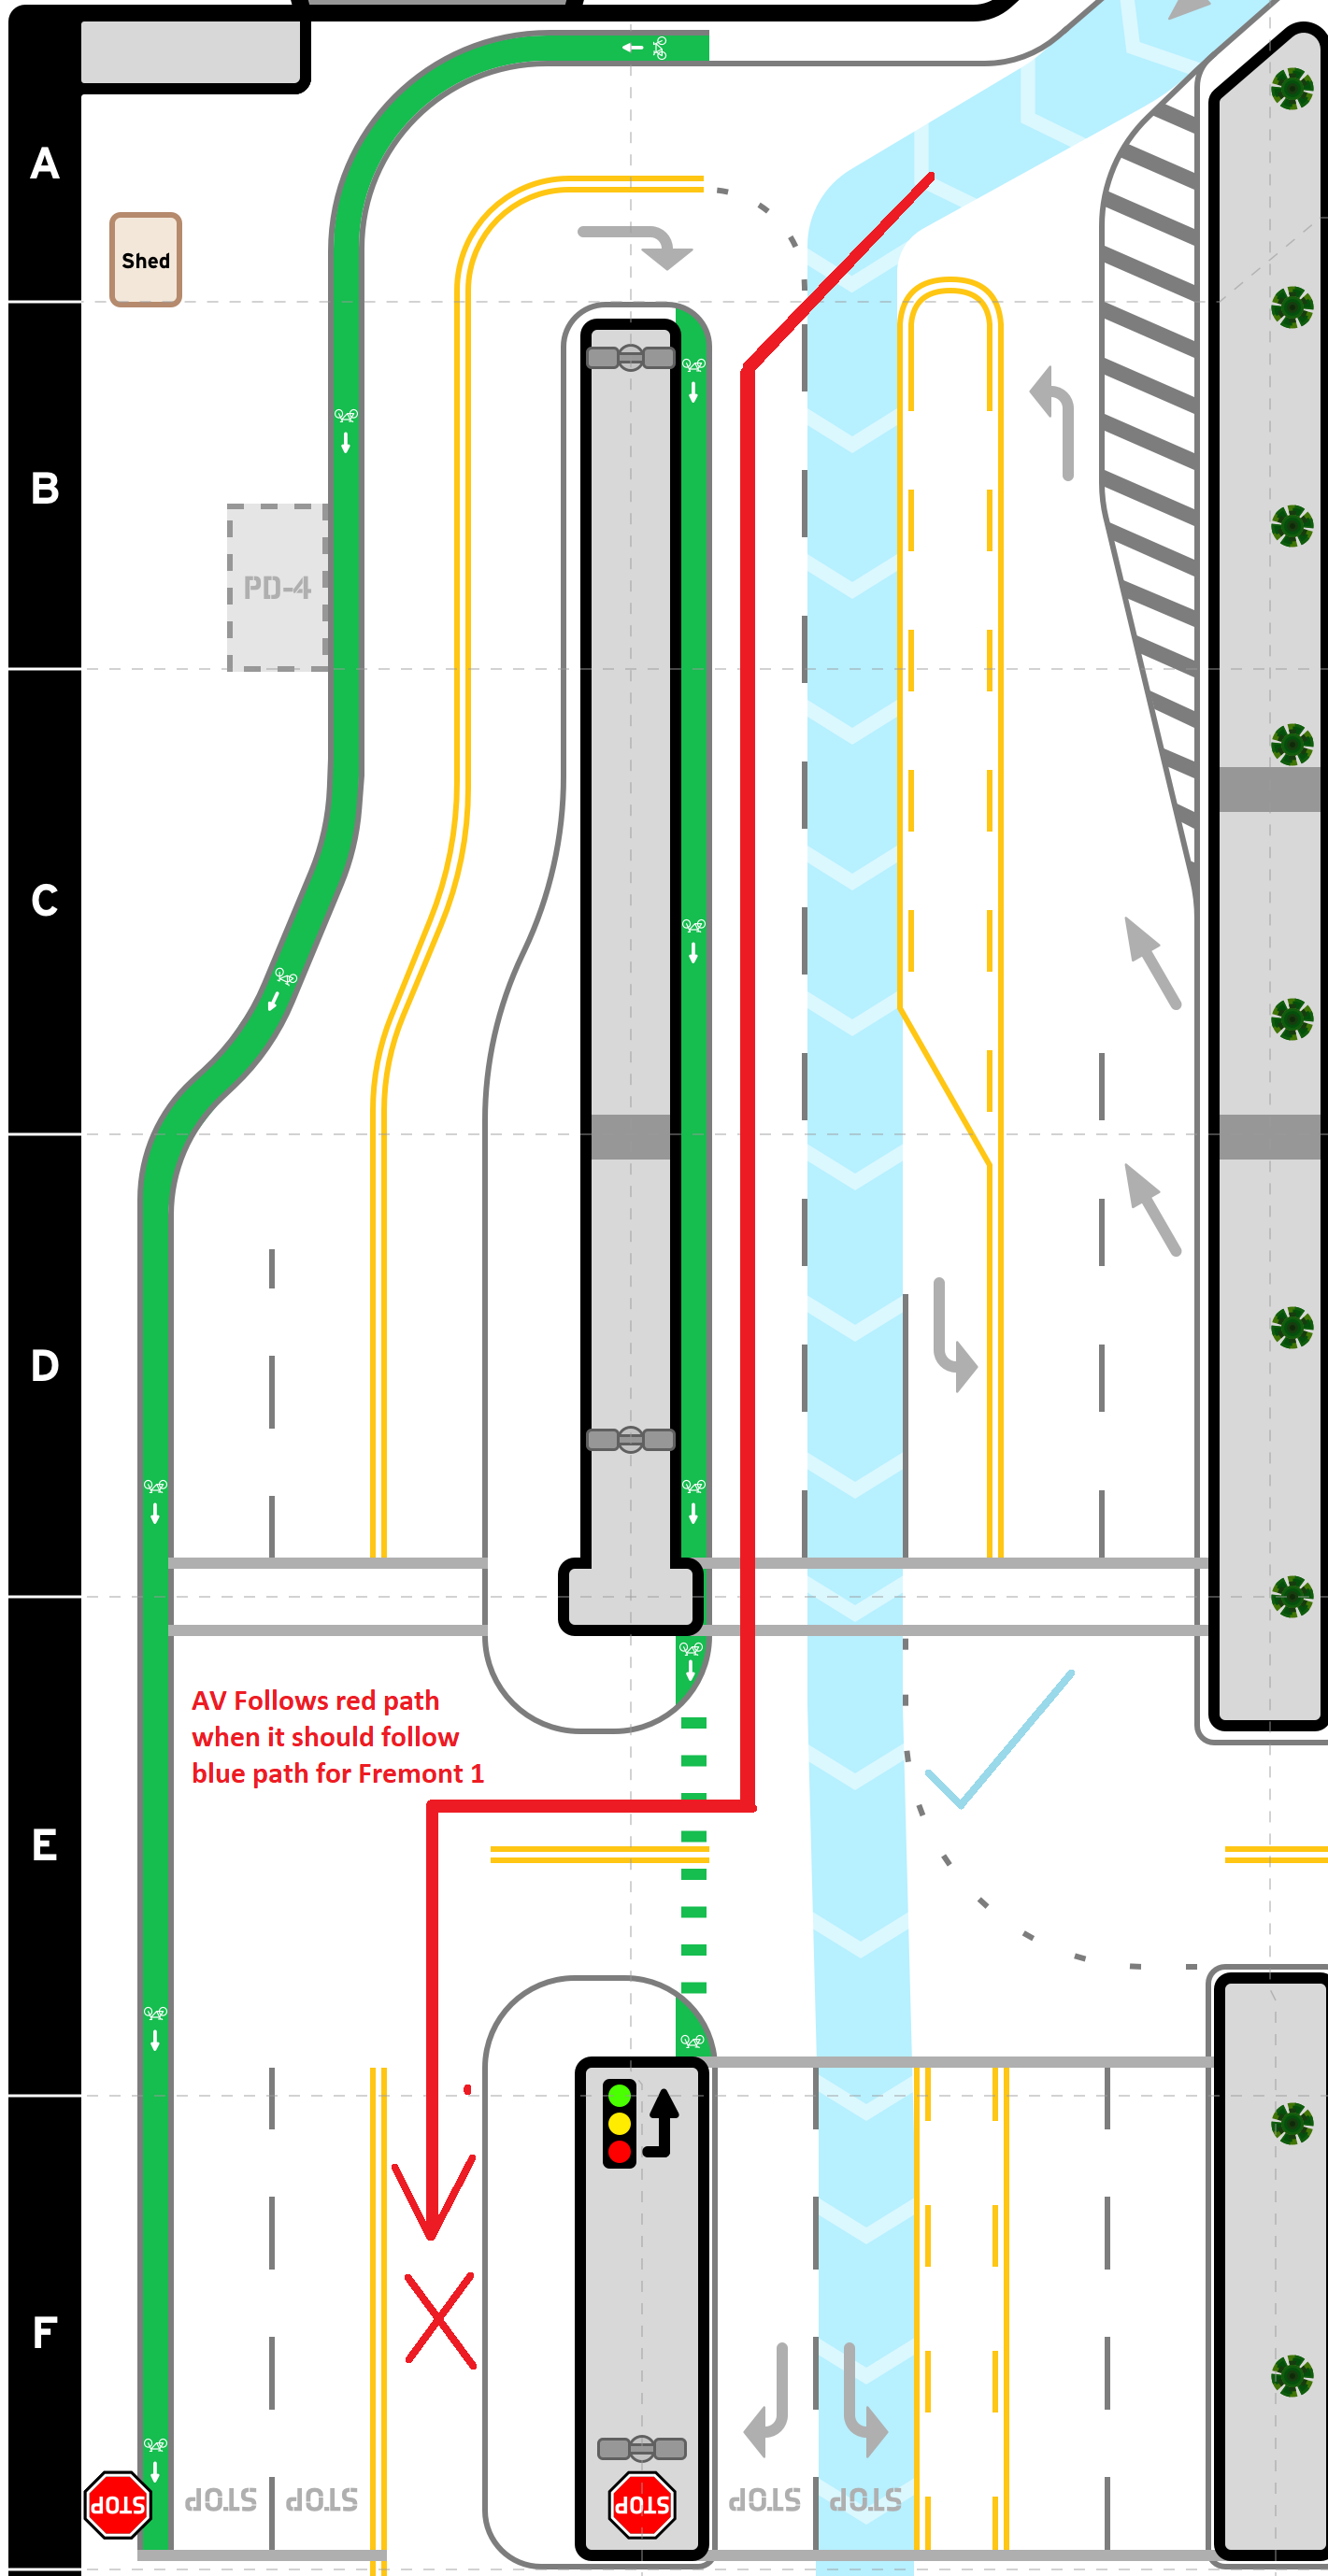 A
Shed
B
PD-4
C
D
AV Follows red path
when it should follow
blue path for Fremont 1
E
F
STOP
STOP
STOP
STOP
STOP
STOP